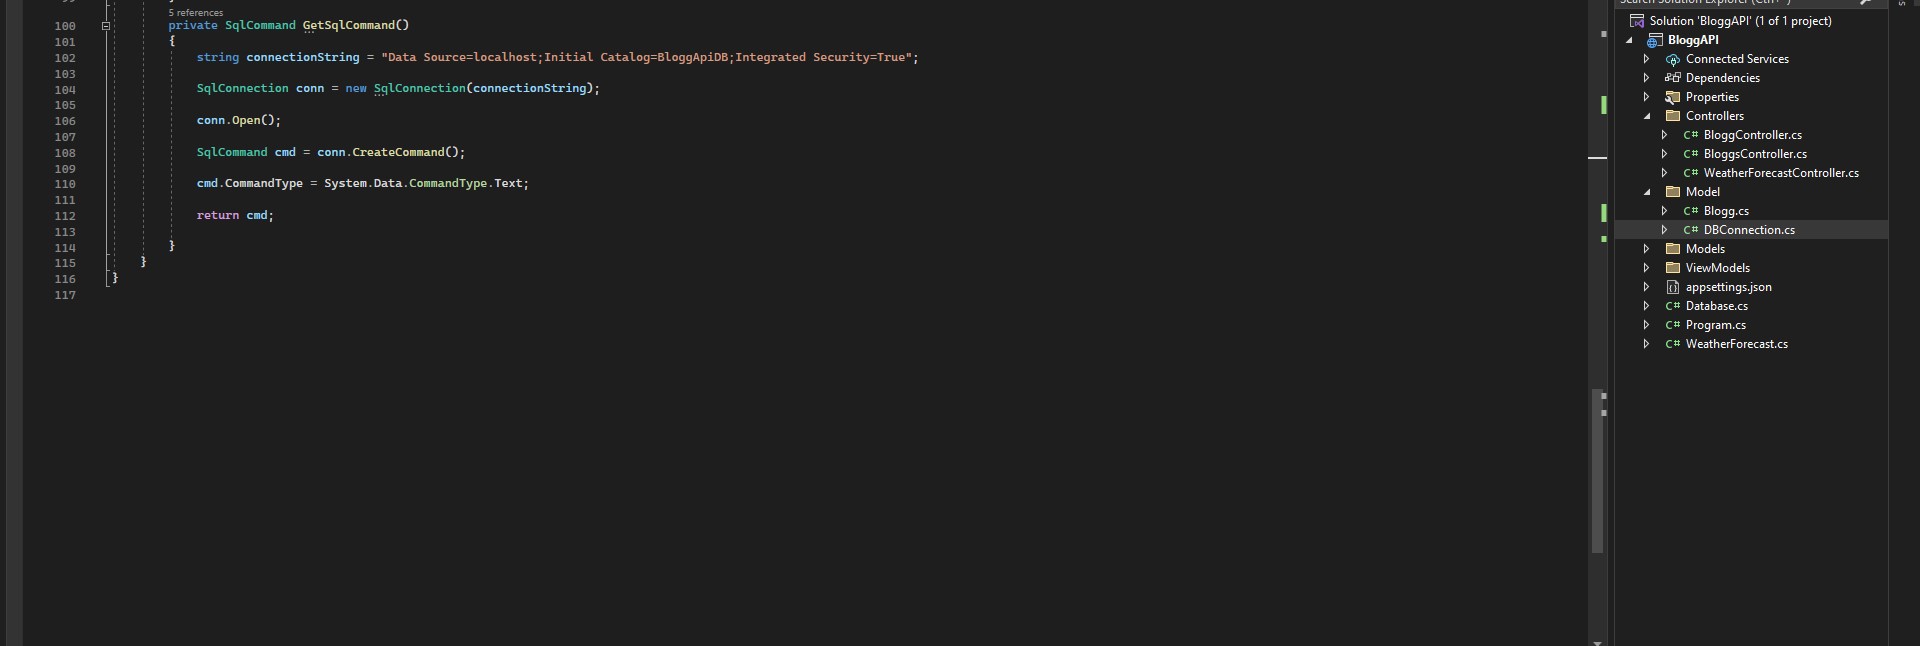 Search Solution Explorer (Ctrl+')
5 references
100 private SqlCommand GetSqlCommand()
101 {
102 string connectionString = "Data Source=localhost;Initial Catalog=BloggApiDB;Integrated Security=True";
103
104 SqlConnection conn = new SqlConnection(connectionString);
105
106 conn.Open();
107
108 SqlCommand cmd = conn.CreateCommand();
109
110 cmd.CommandType = System.Data.CommandType.Text;
111
112 return cmd;
113
114 }
115 }
116 }
117
Solution 'BloggAPI' (1 of 1 project)
BloggAPI
Connected Services
Dependencies
Properties
Controllers
C# BloggController.cs
C# BloggsController.cs
C# WeatherForecastController.cs
Model
C# Blogg.cs
C# DBConnection.cs
Models
ViewModels
appsettings.json
C# Database.cs
C# Program.cs
C# WeatherForecast.cs